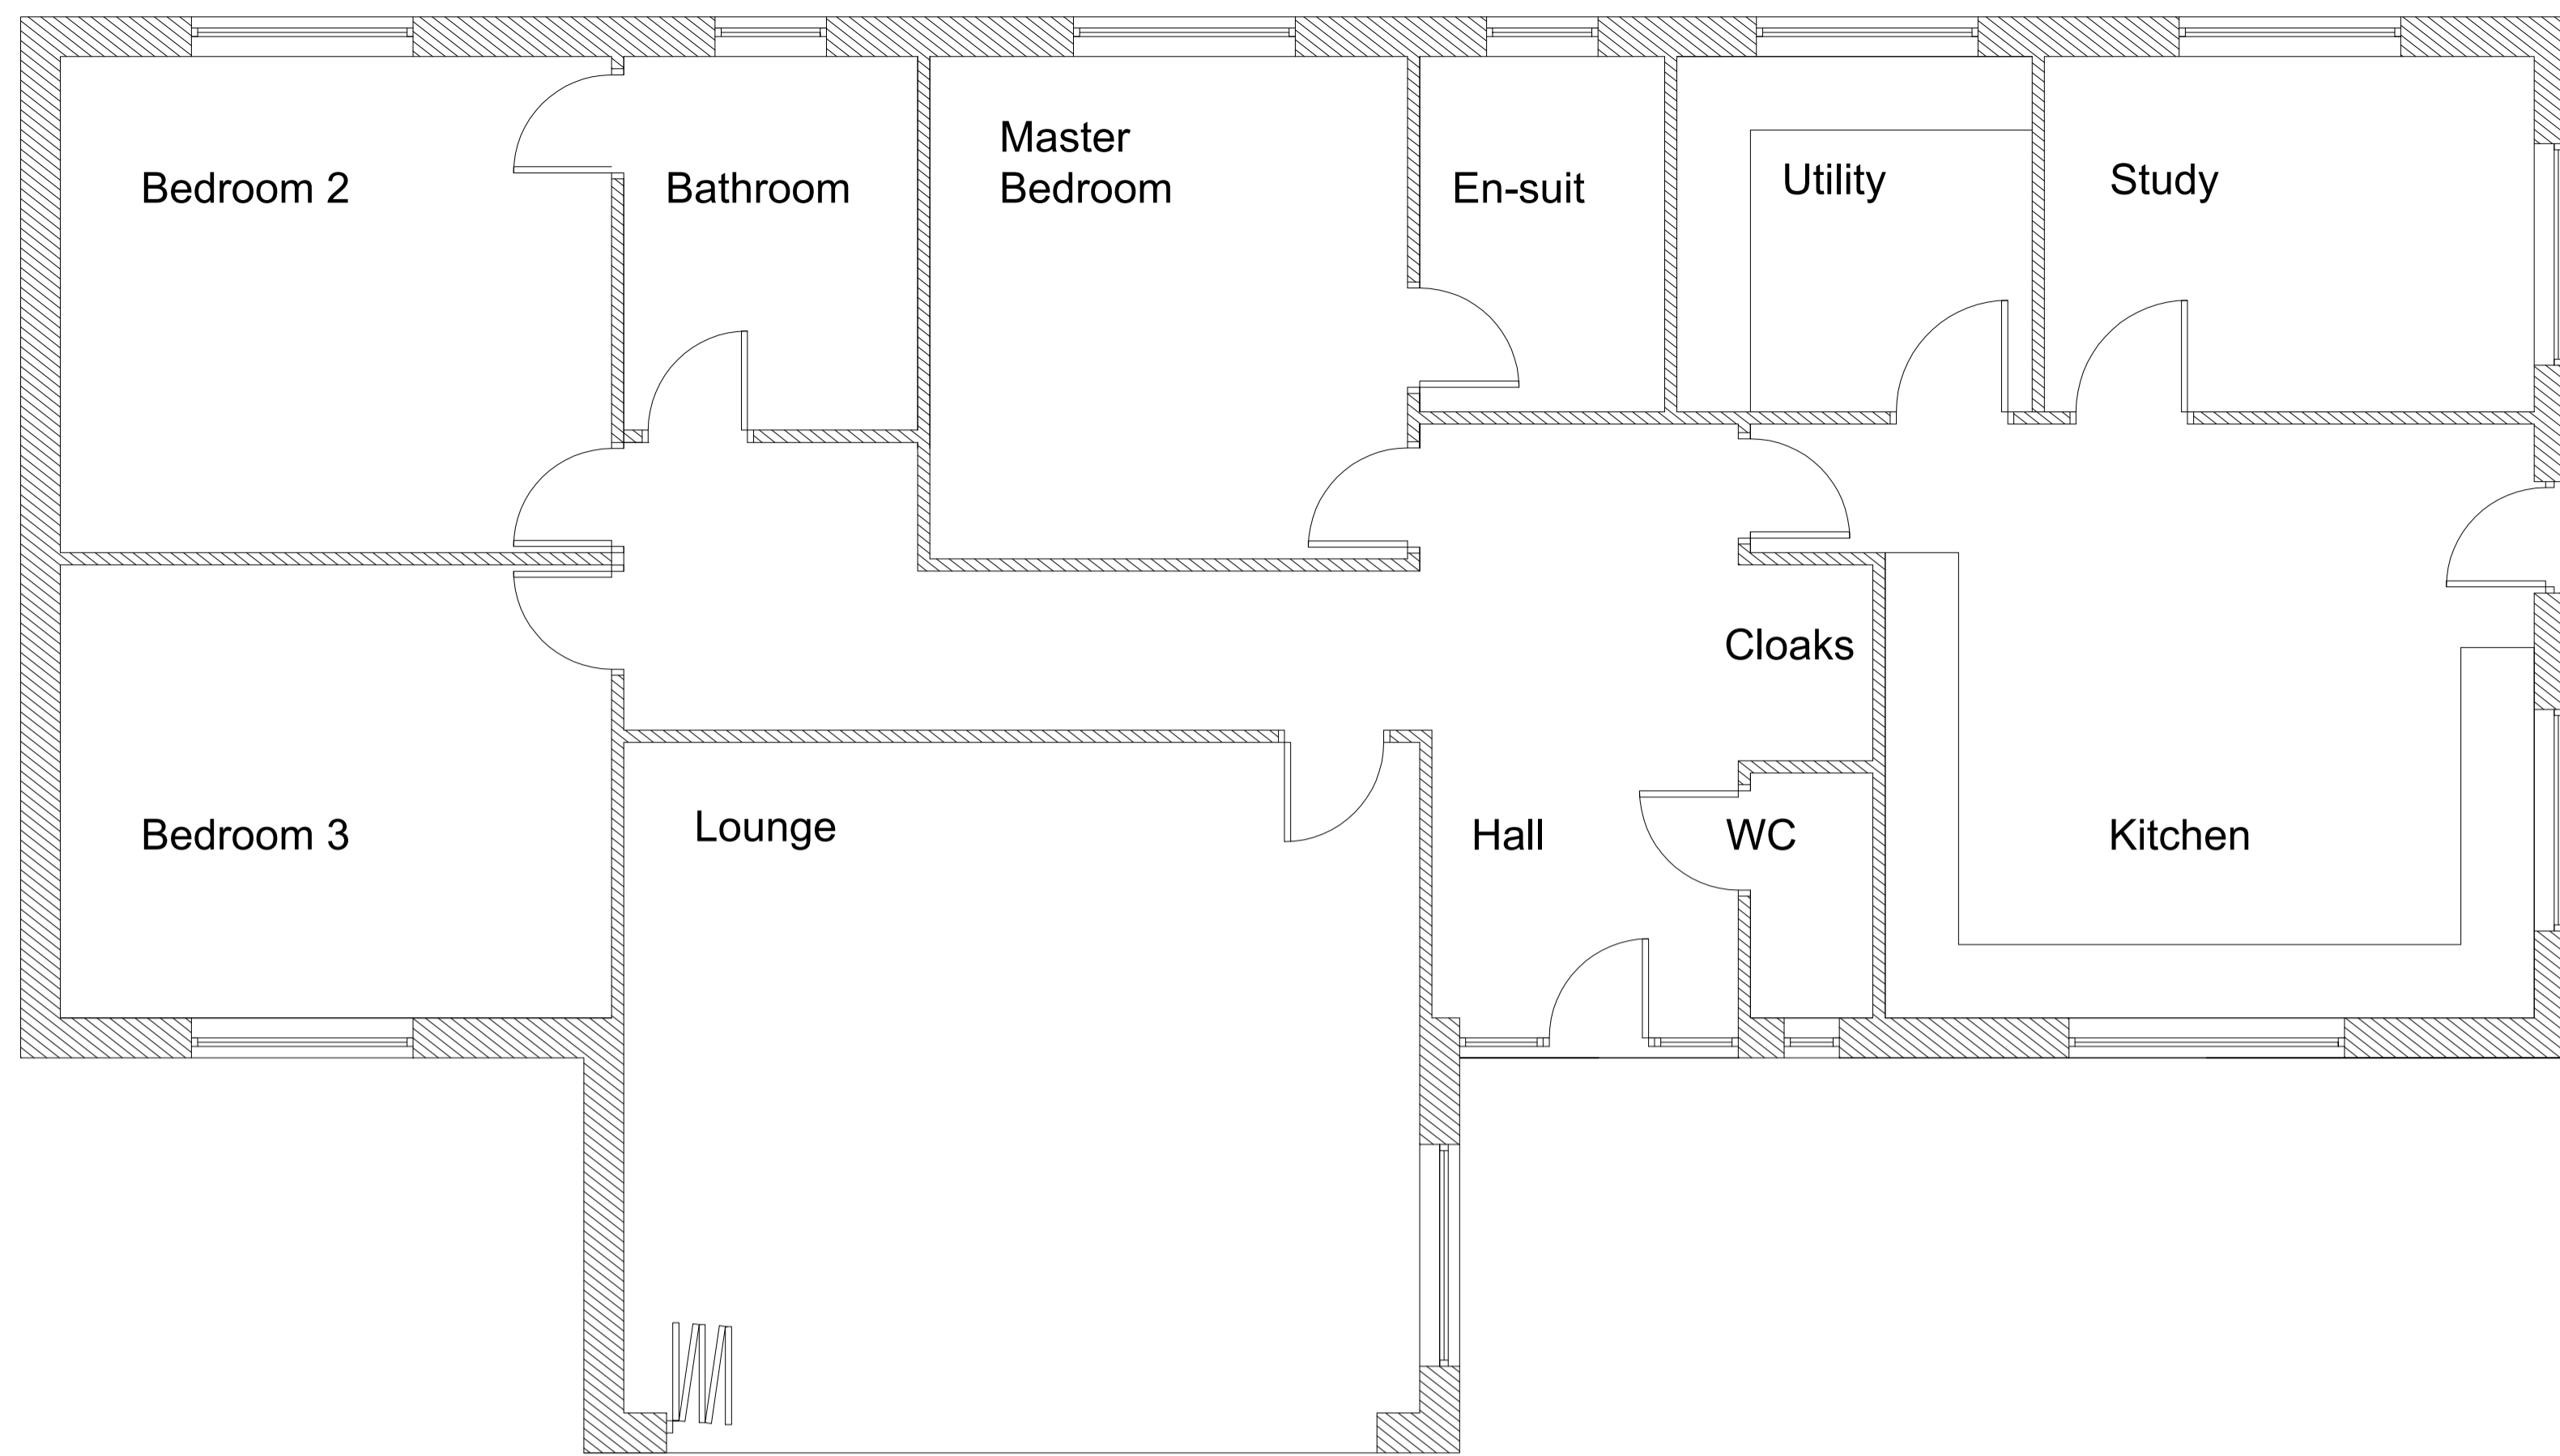 Bedroom 2
Bathroom
Master
Bedroom
En-suit
Utility
Study
Cloaks
Bedroom 3
Lounge
Hall
WC
Kitchen